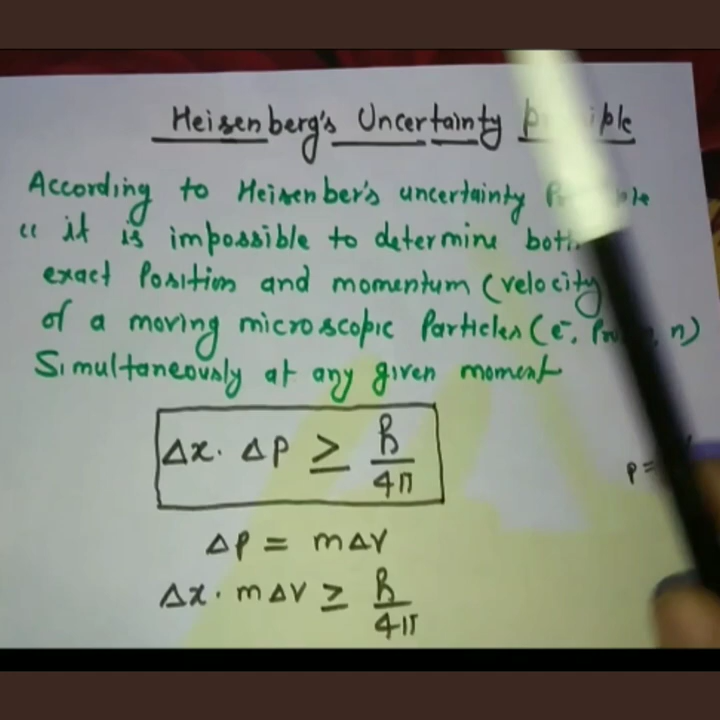 Heisenberg's Uncertainty
According to Heisenber's uncertainty
" it is impossible to determine both
exact Position and momentum (velocity
of a moving microscopic Particles (e-, n)
Simultaneously at any given moment
Δx. Δp ≥ h/4π
p =
Δp = mΔv
Δx. mΔv ≥ h/4π